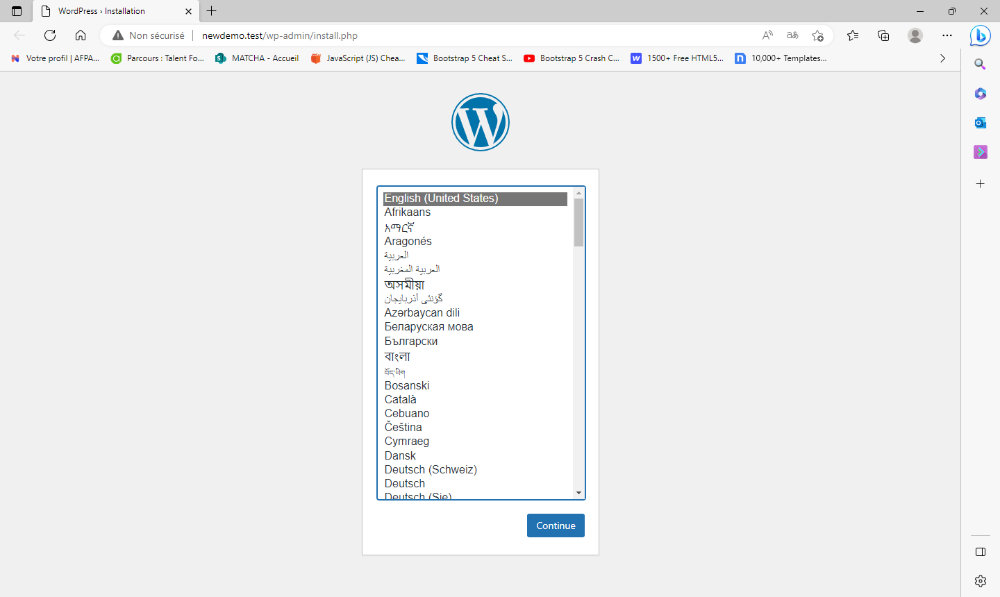 WordPress › Installation
Non sécurisé newdemo.test/wp-admin/install.php
Votre profil | AFPA... Parcours : Talent Fo... MATCHA - Accueil JavaScript (JS) Chea... Bootstrap 5 Cheat S... Bootstrap 5 Crash C... 1500+ Free HTML5... 10,000+ Templates...
English (United States)
Afrikaans
አማርኛ
Aragonés
العربية
العربية المغربية
অসমীয়া
گؤنئی آذربایجان
Azərbaycan dili
Беларуская мова
Български
বাংলা
བོད་ཡིག
Bosanski
Català
Cebuano
Čeština
Cymraeg
Dansk
Deutsch (Schweiz)
Deutsch
Deutsch (Sie)
Continue